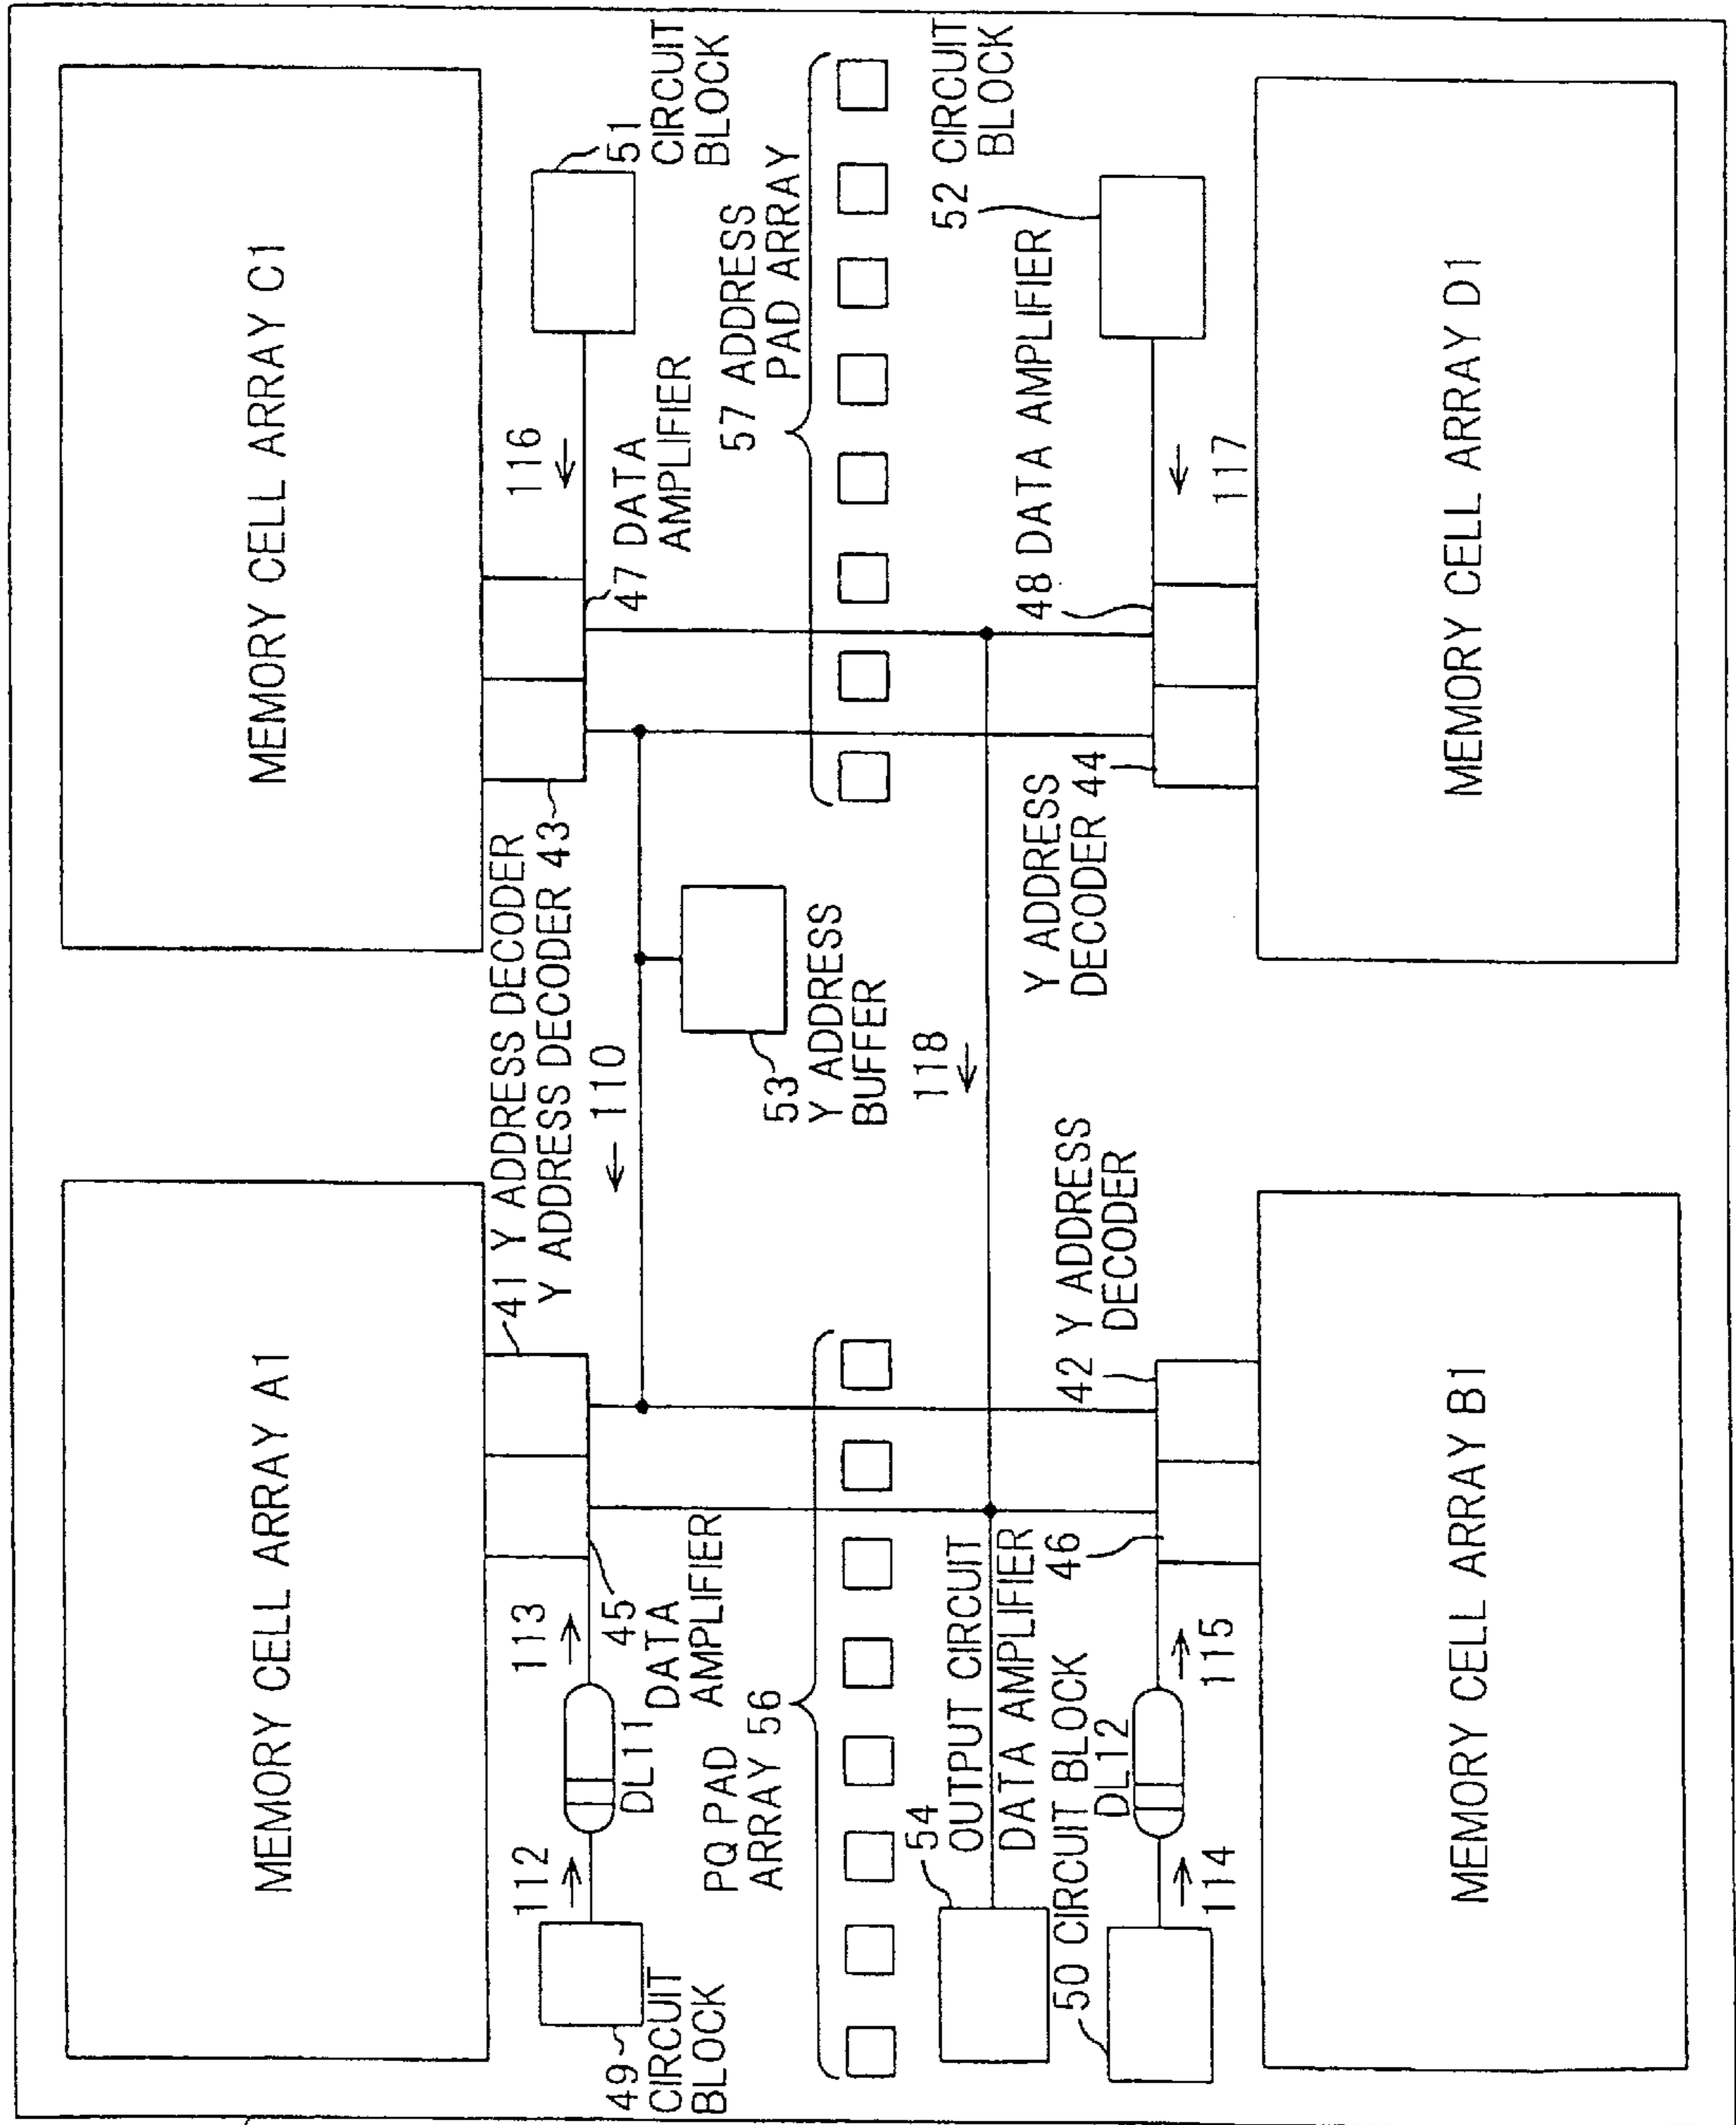 MEMORY CELL ARRAY A1
MEMORY CELL ARRAY C1
112
113
DL11
49
CIRCUIT
BLOCK
45
DATA
AMPLIFIER
41 Y ADDRESS DECODER
Y ADDRESS DECODER 43
110
116
51
CIRCUIT
BLOCK
47 DATA
AMPLIFIER
PQ PAD
ARRAY 56
53
Y ADDRESS
BUFFER
57 ADDRESS
PAD ARRAY
54
OUTPUT CIRCUIT
118
52 CIRCUIT
BLOCK
DATA AMPLIFIER
46
50 CIRCUIT BLOCK
DL12
114
115
42 Y ADDRESS
DECODER
Y ADDRESS
DECODER 44
48 DATA AMPLIFIER
117
MEMORY CELL ARRAY B1
MEMORY CELL ARRAY D1